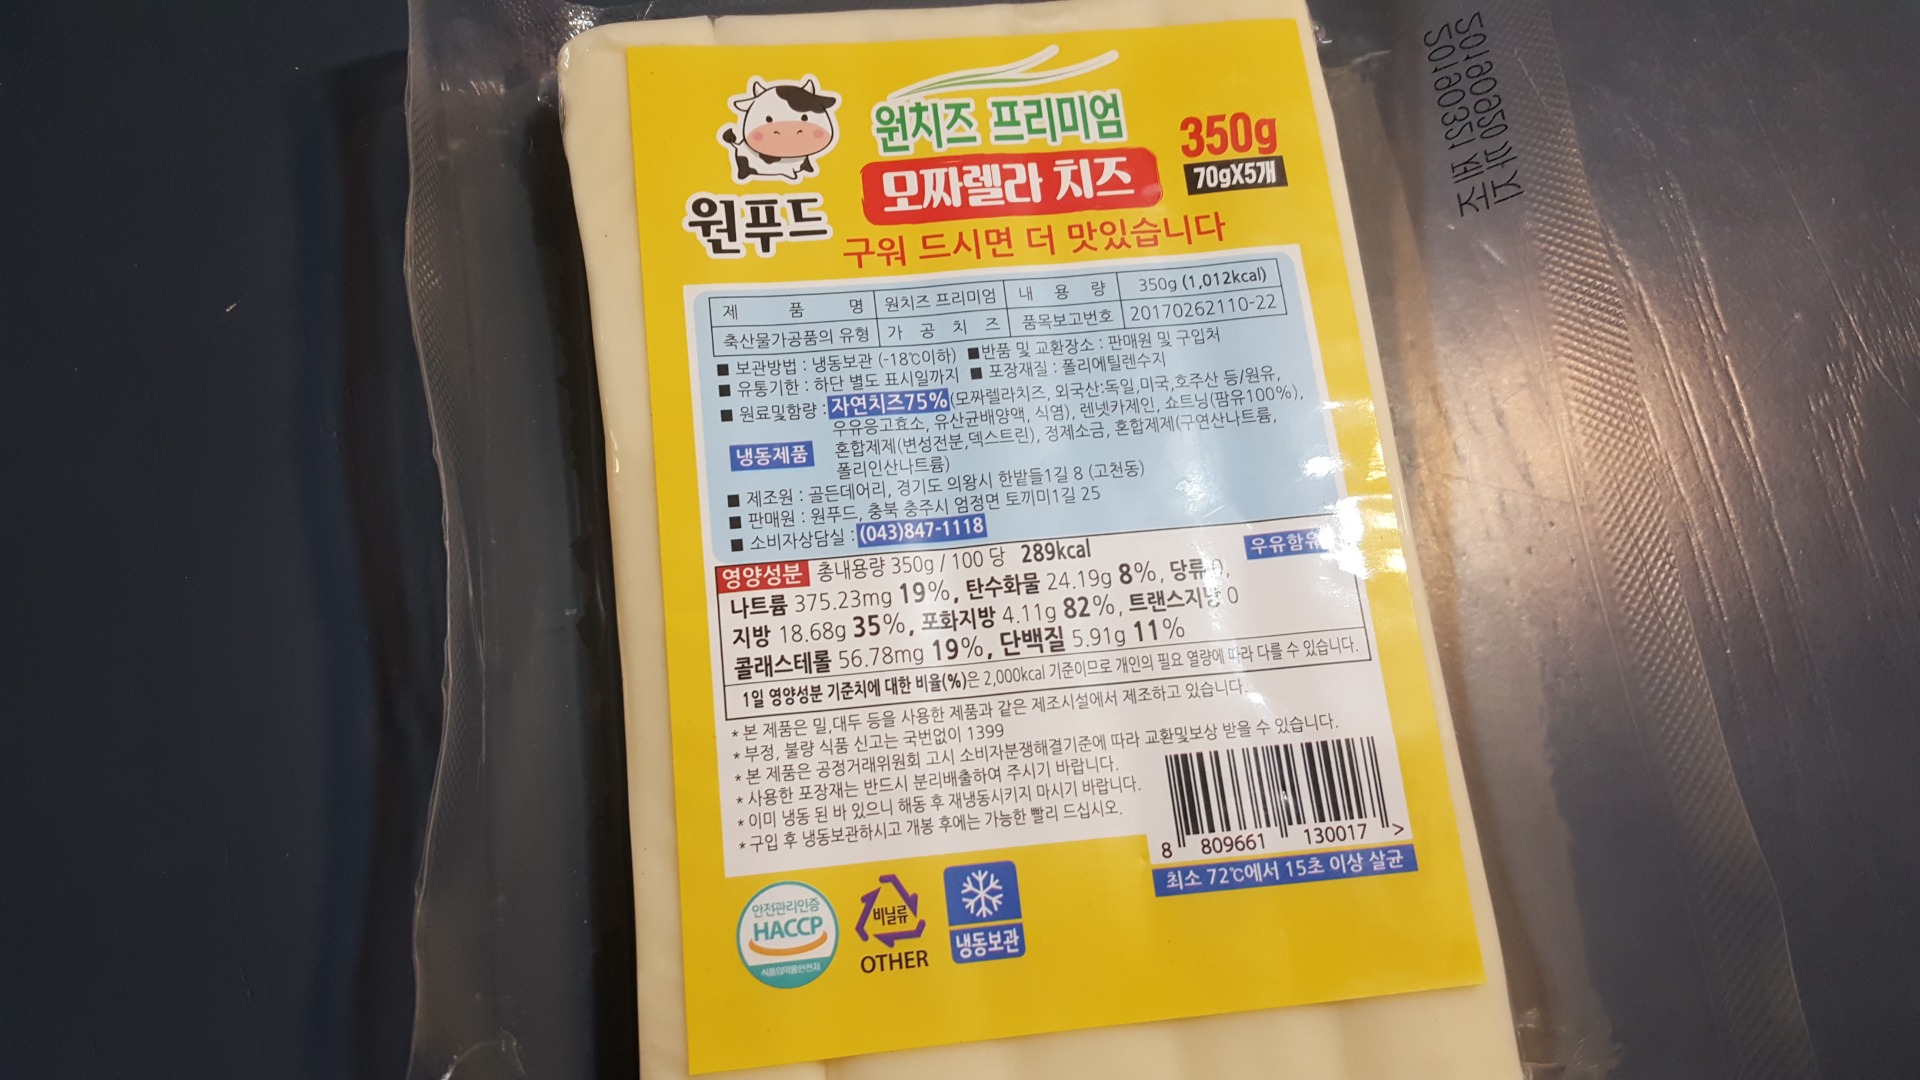 원치즈 프리미엄
모짜렐라 치즈
350g
70gX5개
원푸드
구워 드시면 더 맛있습니다
제 품 명 원치즈 프리미엄 내 용 량 350g (1,012kcal)
축산물가공품의 유형 가 공 치 즈 품목보고번호 20170262110-22
■ 보관방법 : 냉동보관 (-18℃이하) ■ 반품 및 교환장소 : 판매원 및 구입처
■ 유통기한 : 하단 별도 표시일까지 ■ 포장재질 : 폴리에틸렌수지
■ 원료및함량 : 자연치즈75%(모짜렐라치즈, 외국산:독일,미국,호주산 등/원유,
우유응고효소, 유산균배양액, 식염), 렌넷카제인, 쇼트닝(팜유100%),
냉동제품 혼합제제(변성전분,덱스트린), 정제소금, 혼합제제(구연산나트륨,
폴리인산나트륨)
■ 제조원 : 골든데어리, 경기도 의왕시 한밭들1길 8 (고천동)
■ 판매원 : 원푸드, 충북 충주시 엄정면 토끼미1길 25
■ 소비자상담실 : (043)847-1118
우유함유
영양성분 총내용량 350g / 100 당 289kcal
나트륨 375.23mg 19%, 탄수화물 24.19g 8%, 당류 0,
지방 18.68g 35%, 포화지방 4.11g 82%, 트랜스지방 0
콜래스테롤 56.78mg 19%, 단백질 5.91g 11%
1일 영양성분 기준치에 대한 비율(%)은 2,000kcal 기준이므로 개인의 필요 열량에 따라 다를 수 있습니다.
* 본 제품은 밀,대두 등을 사용한 제품과 같은 제조시설에서 제조하고 있습니다.
* 부정, 불량 식품 신고는 국번없이 1399
* 본 제품은 공정거래위원회 고시 소비자분쟁해결기준에 따라 교환및보상 받을 수 있습니다.
* 사용한 포장재는 반드시 분리배출하여 주시기 바랍니다.
* 이미 냉동 된 바 있으니 해동 후 재냉동시키지 마시기 바랍니다.
* 구입 후 냉동보관하시고 개봉 후에는 가능한 빨리 드십시오.
8 809661 130017 >
최소 72℃에서 15초 이상 살균
안전관리인증
HACCP
식품의약품안전처
비닐류
OTHER
냉동보관